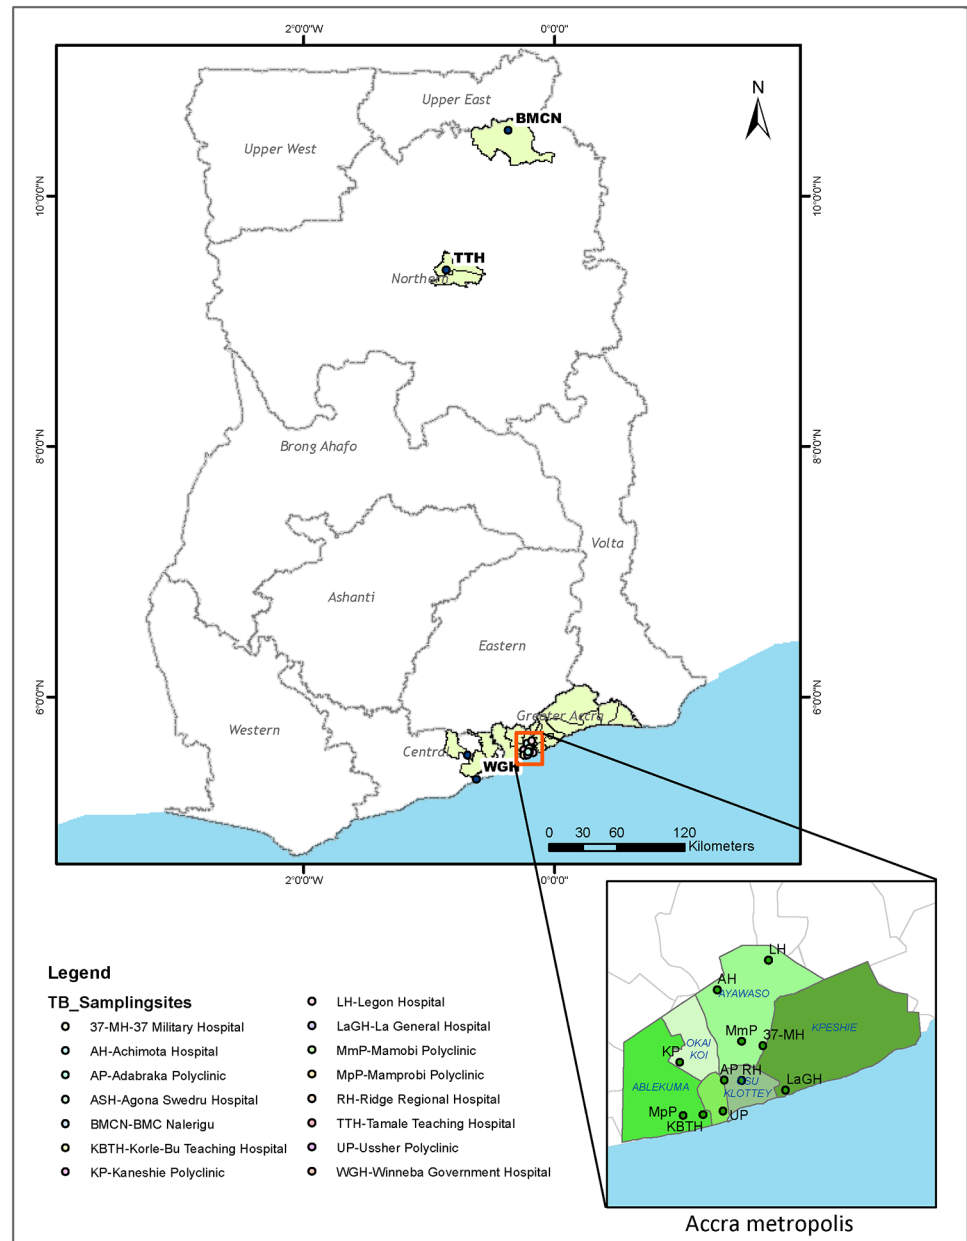 2°0'0"W
0°0'0"
N
Upper East
BMCN
Upper West
10°0'0"N
10°0'0"N
TTH
Northern
8°0'0"N
8°0'0"N
Brong Ahafo
Volta
Ashanti
Eastern
6°0'0"N
6°0'0"N
Greater Accra
Western
Central
WGH
0 30 60 120
Kilometers
2°0'0"W
0°0'0"
LH
AH
AYAWASO
MmP
37-MH
KPESHIE
OKAI
KOI
KP
AP RH
LaGH
ABLEKUMA
KLOTTEY
MpP
UP
KBTH
Accra metropolis
Legend
TB_Samplingsites
37-MH-37 Military Hospital
AH-Achimota Hospital
AP-Adabraka Polyclinic
ASH-Agona Swedru Hospital
BMCN-BMC Nalerigu
KBTH-Korle-Bu Teaching Hospital
KP-Kaneshie Polyclinic
LH-Legon Hospital
LaGH-La General Hospital
MmP-Mamobi Polyclinic
MpP-Mamprobi Polyclinic
RH-Ridge Regional Hospital
TTH-Tamale Teaching Hospital
UP-Ussher Polyclinic
WGH-Winneba Government Hospital